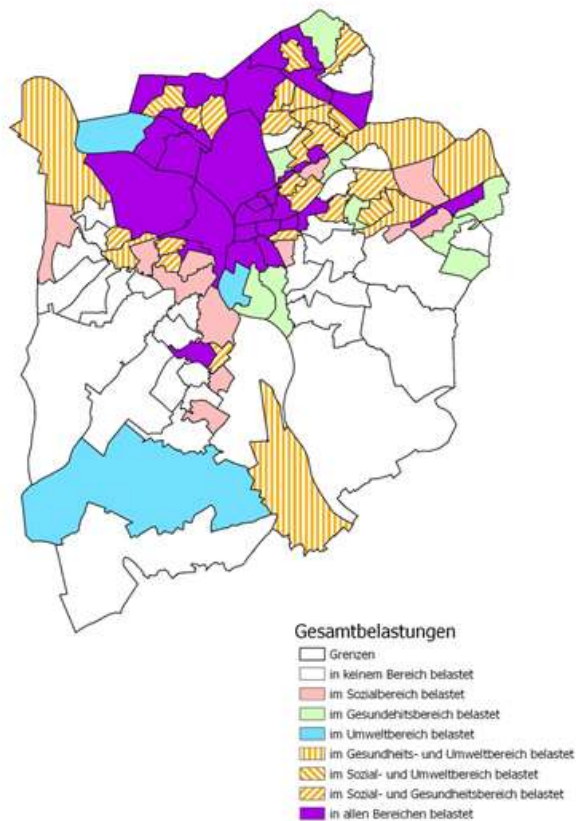 Gesamtbelastungen
Grenzen
in keinem Bereich belastet
im Sozialbereich belastet
im Gesundehitsbereich belastet
im Umweltbereich belastet
im Gesundheits- und Umweltbereich belastet
im Sozial- und Umweltbereich belastet
im Sozial- und Gesundheitsbereich belastet
in allen Bereichen belastet